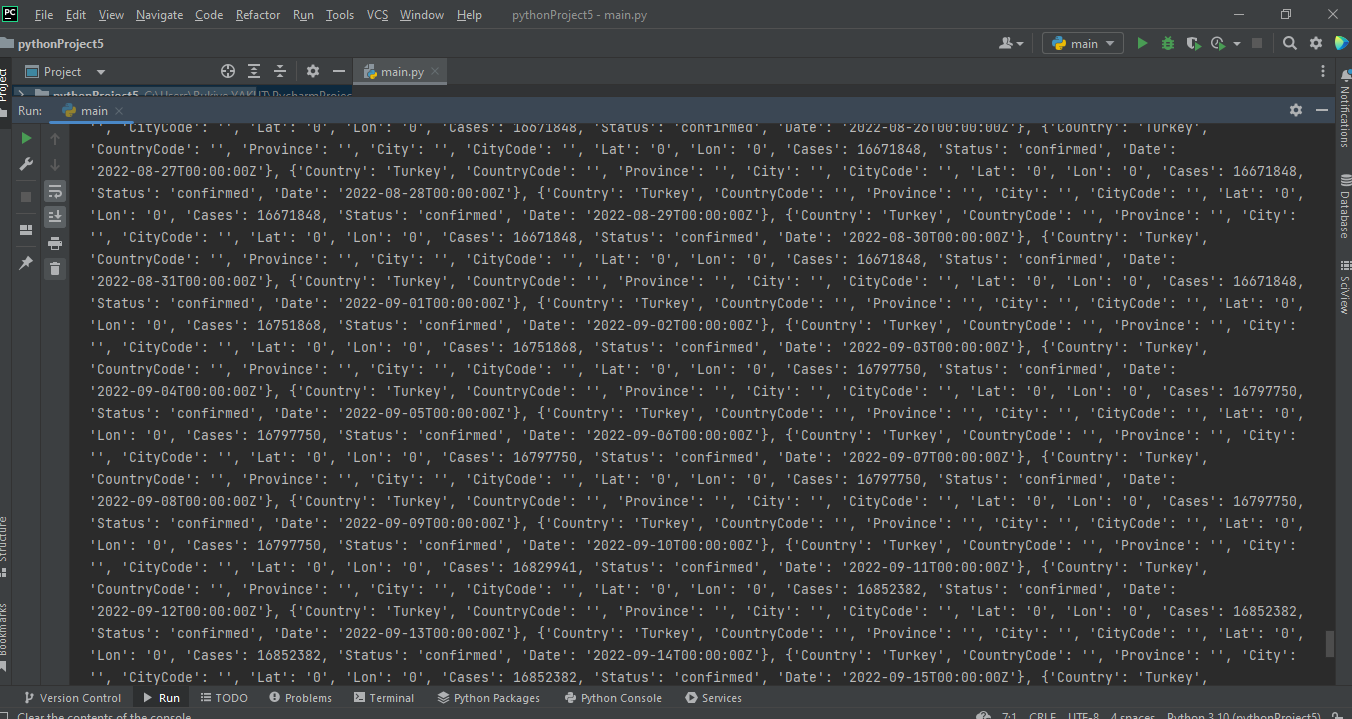 PC File Edit View Navigate Code Refactor Run Tools VCS Window Help pythonProject5 - main.py
pythonProject5 main
Project main.py
pythonProject5
Run: main
'', 'CityCode': '', 'Lat': '0', 'Lon': '0', 'Cases': 16671848, 'Status': 'confirmed', 'Date': '2022-08-26T00:00:00Z'}, {'Country': 'Turkey',
'CountryCode': '', 'Province': '', 'City': '', 'CityCode': '', 'Lat': '0', 'Lon': '0', 'Cases': 16671848, 'Status': 'confirmed', 'Date':
'2022-08-27T00:00:00Z'}, {'Country': 'Turkey', 'CountryCode': '', 'Province': '', 'City': '', 'CityCode': '', 'Lat': '0', 'Lon': '0', 'Cases': 16671848,
'Status': 'confirmed', 'Date': '2022-08-28T00:00:00Z'}, {'Country': 'Turkey', 'CountryCode': '', 'Province': '', 'City': '', 'CityCode': '', 'Lat': '0',
'Lon': '0', 'Cases': 16671848, 'Status': 'confirmed', 'Date': '2022-08-29T00:00:00Z'}, {'Country': 'Turkey', 'CountryCode': '', 'Province': '', 'City':
'', 'CityCode': '', 'Lat': '0', 'Lon': '0', 'Cases': 16671848, 'Status': 'confirmed', 'Date': '2022-08-30T00:00:00Z'}, {'Country': 'Turkey',
'CountryCode': '', 'Province': '', 'City': '', 'CityCode': '', 'Lat': '0', 'Lon': '0', 'Cases': 16671848, 'Status': 'confirmed', 'Date':
'2022-08-31T00:00:00Z'}, {'Country': 'Turkey', 'CountryCode': '', 'Province': '', 'City': '', 'CityCode': '', 'Lat': '0', 'Lon': '0', 'Cases': 16671848,
'Status': 'confirmed', 'Date': '2022-09-01T00:00:00Z'}, {'Country': 'Turkey', 'CountryCode': '', 'Province': '', 'City': '', 'CityCode': '', 'Lat': '0',
'Lon': '0', 'Cases': 16751868, 'Status': 'confirmed', 'Date': '2022-09-02T00:00:00Z'}, {'Country': 'Turkey', 'CountryCode': '', 'Province': '', 'City':
'', 'CityCode': '', 'Lat': '0', 'Lon': '0', 'Cases': 16751868, 'Status': 'confirmed', 'Date': '2022-09-03T00:00:00Z'}, {'Country': 'Turkey',
'CountryCode': '', 'Province': '', 'City': '', 'CityCode': '', 'Lat': '0', 'Lon': '0', 'Cases': 16797750, 'Status': 'confirmed', 'Date':
'2022-09-04T00:00:00Z'}, {'Country': 'Turkey', 'CountryCode': '', 'Province': '', 'City': '', 'CityCode': '', 'Lat': '0', 'Lon': '0', 'Cases': 16797750,
'Status': 'confirmed', 'Date': '2022-09-05T00:00:00Z'}, {'Country': 'Turkey', 'CountryCode': '', 'Province': '', 'City': '', 'CityCode': '', 'Lat': '0',
'Lon': '0', 'Cases': 16797750, 'Status': 'confirmed', 'Date': '2022-09-06T00:00:00Z'}, {'Country': 'Turkey', 'CountryCode': '', 'Province': '', 'City':
'', 'CityCode': '', 'Lat': '0', 'Lon': '0', 'Cases': 16797750, 'Status': 'confirmed', 'Date': '2022-09-07T00:00:00Z'}, {'Country': 'Turkey',
'CountryCode': '', 'Province': '', 'City': '', 'CityCode': '', 'Lat': '0', 'Lon': '0', 'Cases': 16797750, 'Status': 'confirmed', 'Date':
'2022-09-08T00:00:00Z'}, {'Country': 'Turkey', 'CountryCode': '', 'Province': '', 'City': '', 'CityCode': '', 'Lat': '0', 'Lon': '0', 'Cases': 16797750,
'Status': 'confirmed', 'Date': '2022-09-09T00:00:00Z'}, {'Country': 'Turkey', 'CountryCode': '', 'Province': '', 'City': '', 'CityCode': '', 'Lat': '0',
'Lon': '0', 'Cases': 16797750, 'Status': 'confirmed', 'Date': '2022-09-10T00:00:00Z'}, {'Country': 'Turkey', 'CountryCode': '', 'Province': '', 'City':
'', 'CityCode': '', 'Lat': '0', 'Lon': '0', 'Cases': 16829941, 'Status': 'confirmed', 'Date': '2022-09-11T00:00:00Z'}, {'Country': 'Turkey',
'CountryCode': '', 'Province': '', 'City': '', 'CityCode': '', 'Lat': '0', 'Lon': '0', 'Cases': 16852382, 'Status': 'confirmed', 'Date':
'2022-09-12T00:00:00Z'}, {'Country': 'Turkey', 'CountryCode': '', 'Province': '', 'City': '', 'CityCode': '', 'Lat': '0', 'Lon': '0', 'Cases': 16852382,
'Status': 'confirmed', 'Date': '2022-09-13T00:00:00Z'}, {'Country': 'Turkey', 'CountryCode': '', 'Province': '', 'City': '', 'CityCode': '', 'Lat': '0',
'Lon': '0', 'Cases': 16852382, 'Status': 'confirmed', 'Date': '2022-09-14T00:00:00Z'}, {'Country': 'Turkey', 'CountryCode': '', 'Province': '', 'City':
'', 'CityCode': '', 'Lat': '0', 'Lon': '0', 'Cases': 16852382, 'Status': 'confirmed', 'Date': '2022-09-15T00:00:00Z'}, {'Country': 'Turkey',
Project
Structure
Bookmarks
Notifications
Database
SciView
Version Control Run TODO Problems Terminal Python Packages Python Console Services
Clear the contents of the console 7:1 CRLF UTF-8 4 spaces Python 3.10 (pythonProject5)